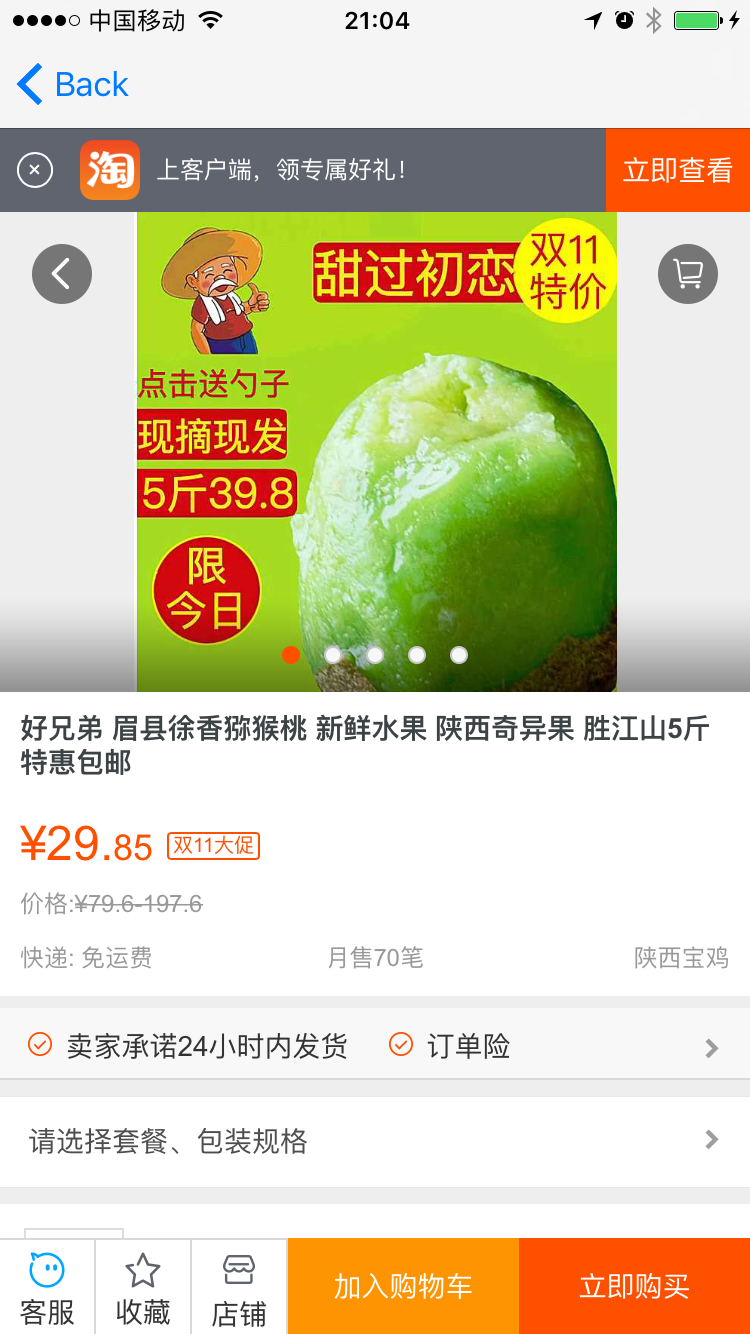 中国移动
21:04
Back
淘
上客户端，领专属好礼！
立即查看
甜过初恋
双11
特价
点击送勺子
现摘现发
5斤39.8
限
今日
好兄弟 眉县徐香猕猴桃 新鲜水果 陕西奇异果 胜江山5斤
特惠包邮
¥29.85 双11大促
价格:¥79.6-197.6
快递: 免运费 月售70笔 陕西宝鸡
卖家承诺24小时内发货 订单险
请选择套餐、包装规格
客服
收藏
店铺
加入购物车
立即购买